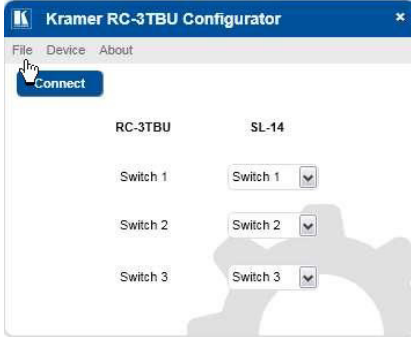 K Kramer RC-3TBU Configurator ×
File Device About
Connect
RC-3TBU SL-14
Switch 1 Switch 1
Switch 2 Switch 2
Switch 3 Switch 3